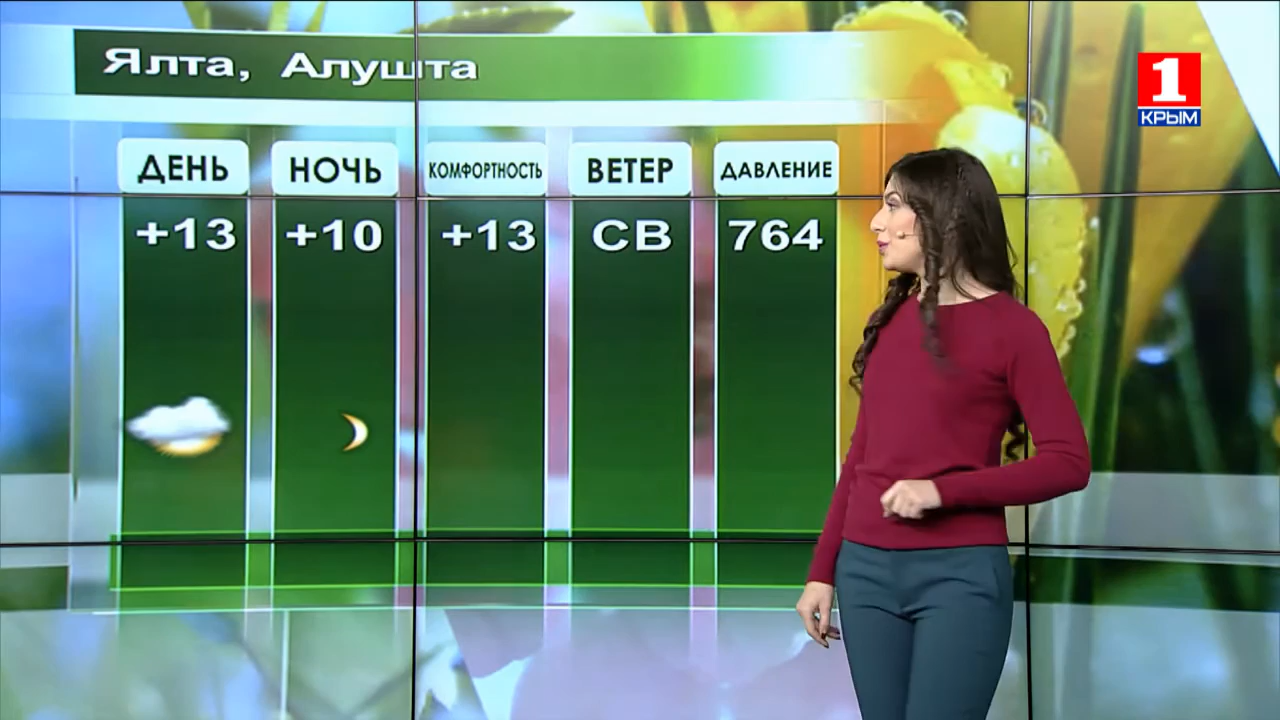 Ялта, Алушта
1
КРЫМ
ДЕНЬ НОЧЬ КОМФОРТНОСТЬ ВЕТЕР ДАВЛЕНИЕ
+13 +10 +13 СВ 764